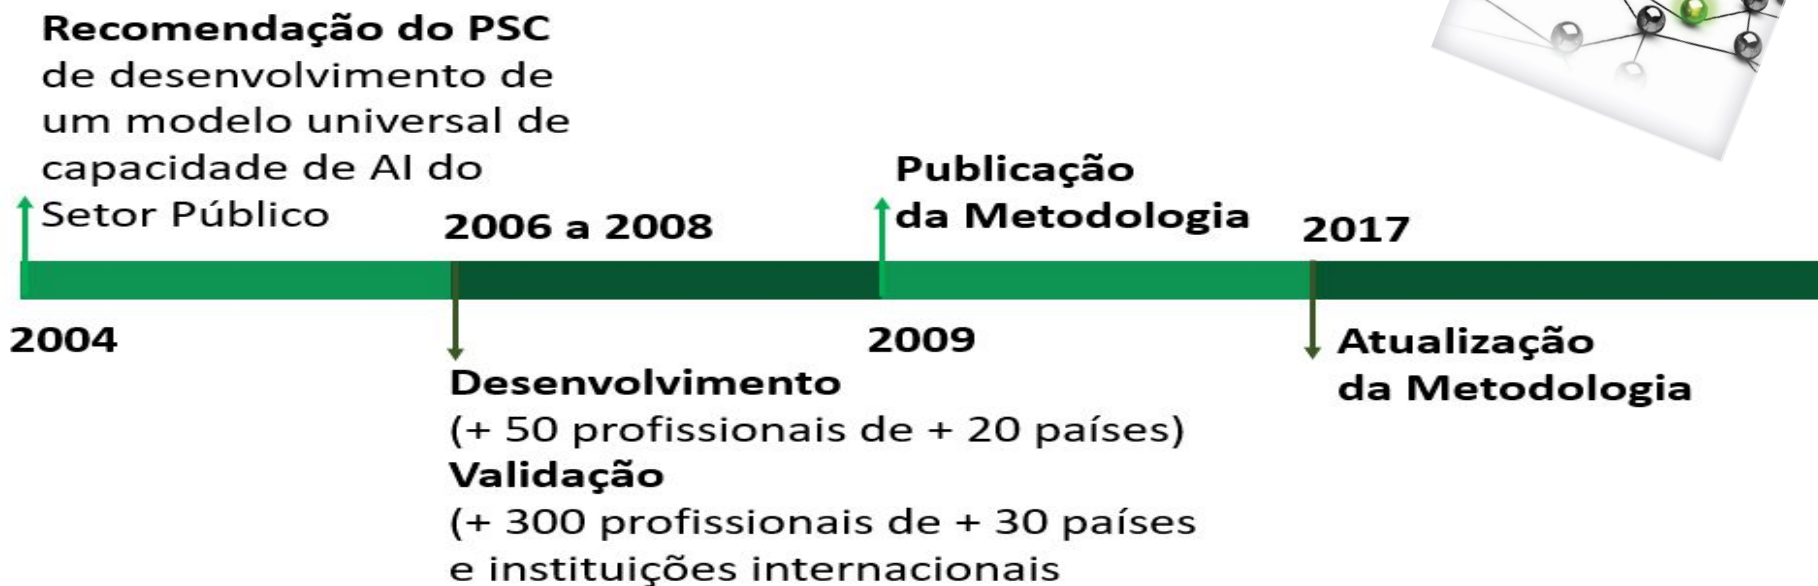 Recomendação do PSC
de desenvolvimento de
um modelo universal de
capacidade de AI do
Setor Público
2004
2006 a 2008
Desenvolvimento
(+ 50 profissionais de + 20 países)
Validação
(+ 300 profissionais de + 30 países
e instituições internacionais
Publicação
da Metodologia
2009
2017
Atualização
da Metodologia